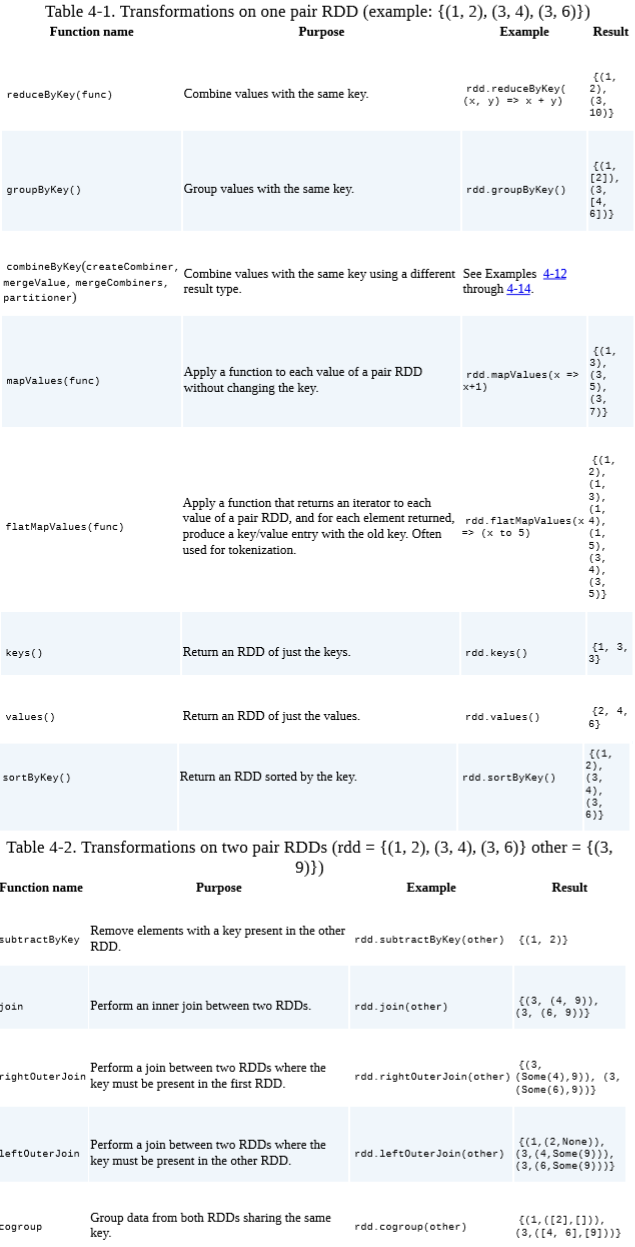 Table 4-1. Transformations on one pair RDD (example: {(1, 2), (3, 4), (3, 6)})
Function name Purpose Example Result
reduceByKey(func)
Combine values with the same key.
rdd.reduceByKey(
(x, y) => x + y)
{(1,
2),
(3,
10)}
groupByKey()
Group values with the same key.
rdd.groupByKey()
{(1,
[2]),
(3,
[4,
6])}
combineByKey(createCombiner,
mergeValue, mergeCombiners,
partitioner)
Combine values with the same key using a different
result type.
See Examples 4-12
through 4-14.
mapValues(func)
Apply a function to each value of a pair RDD
without changing the key.
rdd.mapValues(x =>
x+1)
{(1,
3),
(3,
5),
(3,
7)}
flatMapValues(func)
Apply a function that returns an iterator to each
value of a pair RDD, and for each element returned,
produce a key/value entry with the old key. Often
used for tokenization.
rdd.flatMapValues(x
=> (x to 5)
{(1,
2),
(1,
3),
(1,
4),
(1,
5),
(3,
4),
(3,
5)}
keys()
Return an RDD of just the keys.
rdd.keys()
{1, 3,
3}
values()
Return an RDD of just the values.
rdd.values()
{2, 4,
6}
sortByKey()
Return an RDD sorted by the key.
rdd.sortByKey()
{(1,
2),
(3,
4),
(3,
6)}
Table 4-2. Transformations on two pair RDDs (rdd = {(1, 2), (3, 4), (3, 6)} other = {(3,
9)})
Function name Purpose Example Result
subtractByKey
Remove elements with a key present in the other
RDD.
rdd.subtractByKey(other)
{(1, 2)}
join
Perform an inner join between two RDDs.
rdd.join(other)
{(3, (4, 9)),
(3, (6, 9))}
rightOuterJoin
Perform a join between two RDDs where the
key must be present in the first RDD.
rdd.rightOuterJoin(other)
{(3,
(Some(4),9)), (3,
(Some(6),9))}
leftOuterJoin
Perform a join between two RDDs where the
key must be present in the other RDD.
rdd.leftOuterJoin(other)
{(1,(2,None)),
(3,(4,Some(9))),
(3,(6,Some(9)))}
cogroup
Group data from both RDDs sharing the same
key.
rdd.cogroup(other)
{(1,([2],[])),
(3,([4, 6],[9]))}